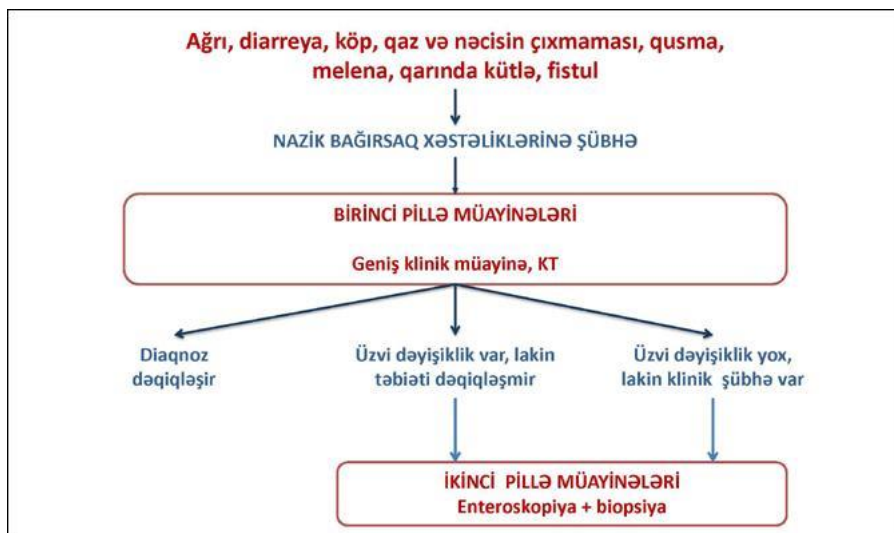 Ağrı, diarreya, köp, qaz və nəcisin çıxmaması, qusma,
melena, qarında kütlə, fistul
NAZİK BAĞIRSAQ XƏSTƏLİKLƏRİNƏ ŞÜBHƏ
BİRİNCİ PİLLƏ MÜAYİNƏLƏRİ
Geniş klinik müayinə, KT
Diaqnoz
dəqiqləşir
Üzvi dəyişiklik var, lakin
təbiəti dəqiqləşmir
Üzvi dəyişiklik yox,
lakin klinik şübhə var
İKİNCİ PİLLƏ MÜAYİNƏLƏRİ
Enteroskopiya + biopsiya